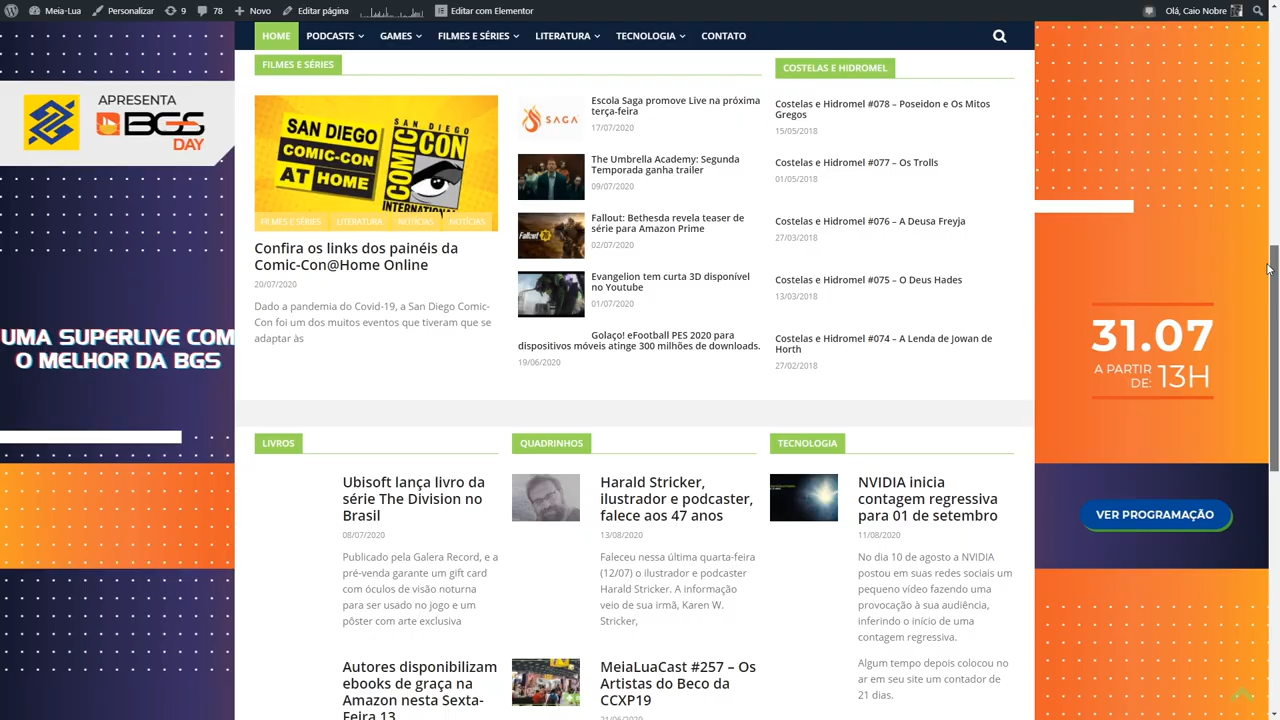 78
0
Novo
Editar com Elementor
Olá,
HOME
PODCASTS
GAMES
FILMES E SÉRIES
LITERATURA
TECNOLOGIA
CONTATO
APRESENTA
BGS
DAY
UMA SUPERLIVE COM
O MELHOR DA BGS
FILMES E SÉRIES
SAN DIEGO
COMIC-CON
AT HOME
SAN DIEGO
COMIC CON
INTERNATIONAL
FILMES E SÉRIES
LITERATURA
NOTÍCIAS
NOTÍCIAS
Confira os links dos painéis da
Comic-Con@Home Online
20/07/2020
Dado a pandemia do Covid-19, a San Diego Comic-
Con foi um dos muitos eventos que tiveram que se
adaptar às
SAGA
Escola Saga promove Live na próxima
terça-feira
17/07/2020
The Umbrella Academy: Segunda
Temporada ganha trailer
09/07/2020
Fallout
Fallout: Bethesda revela teaser de
série para Amazon Prime
02/07/2020
Evangelion tem curta 3D disponível
no Youtube
01/07/2020
Golaço! eFootball PES 2020 para
dispositivos móveis atinge 300 milhões de downloads.
19/06/2020
COSTELAS E HIDROMEL
Costelas e Hidromel #078 – Poseidon e Os Mitos
Gregos
15/05/2018
Costelas e Hidromel #077 – Os Trolls
01/05/2018
Costelas e Hidromel #076 – A Deusa Freyja
27/03/2018
Costelas e Hidromel #075 – O Deus Hades
13/03/2018
Costelas e Hidromel #074 – A Lenda de Jowan de
Horth
27/02/2018
31.07
A PARTIR
DE: 13H
VER PROGRAMAÇÃO
LIVROS
Ubisoft lança livro da
série The Division no
Brasil
08/07/2020
Publicado pela Galera Record, e a
pré-venda garante um gift card
com óculos de visão noturna
para ser usado no jogo e um
pôster com arte exclusiva
Autores disponibilizam
ebooks de graça na
Amazon nesta Sexta-
Feira 13
QUADRINHOS
Harald Stricker,
ilustrador e podcaster,
falece aos 47 anos
13/08/2020
Faleceu nessa última quarta-feira
(12/07) o ilustrador e podcaster
Harald Stricker. A informação
veio de sua irmã, Karen W.
Stricker,
MeiaLuaCast #257 – Os
Artistas do Beco da
CCXP19
21/06/2020
TECNOLOGIA
NVIDIA inicia
contagem regressiva
para 01 de setembro
11/08/2020
No dia 10 de agosto a NVIDIA
postou em suas redes sociais um
pequeno vídeo fazendo uma
provocação à sua audiência,
inferindo o início de uma
contagem regressiva.
Algum tempo depois colocou no
ar em seu site um contador de
21 dias.